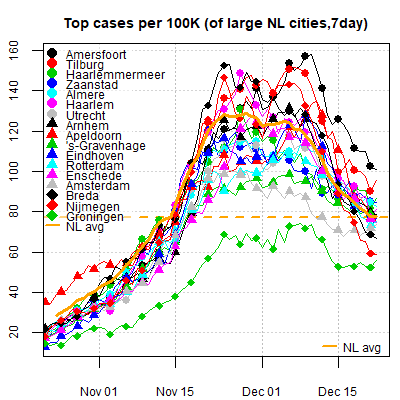 Top cases per 100K (of large NL cities,7day)
160
140
120
100
80
60
40
20
Amersfoort
Tilburg
Haarlemmermeer
Zaanstad
Almere
Haarlem
Utrecht
Arnhem
Apeldoorn
's-Gravenhage
Eindhoven
Rotterdam
Enschede
Amsterdam
Breda
Nijmegen
Groningen
NL avg
NL avg
Nov 01
Nov 15
Dec 01
Dec 15